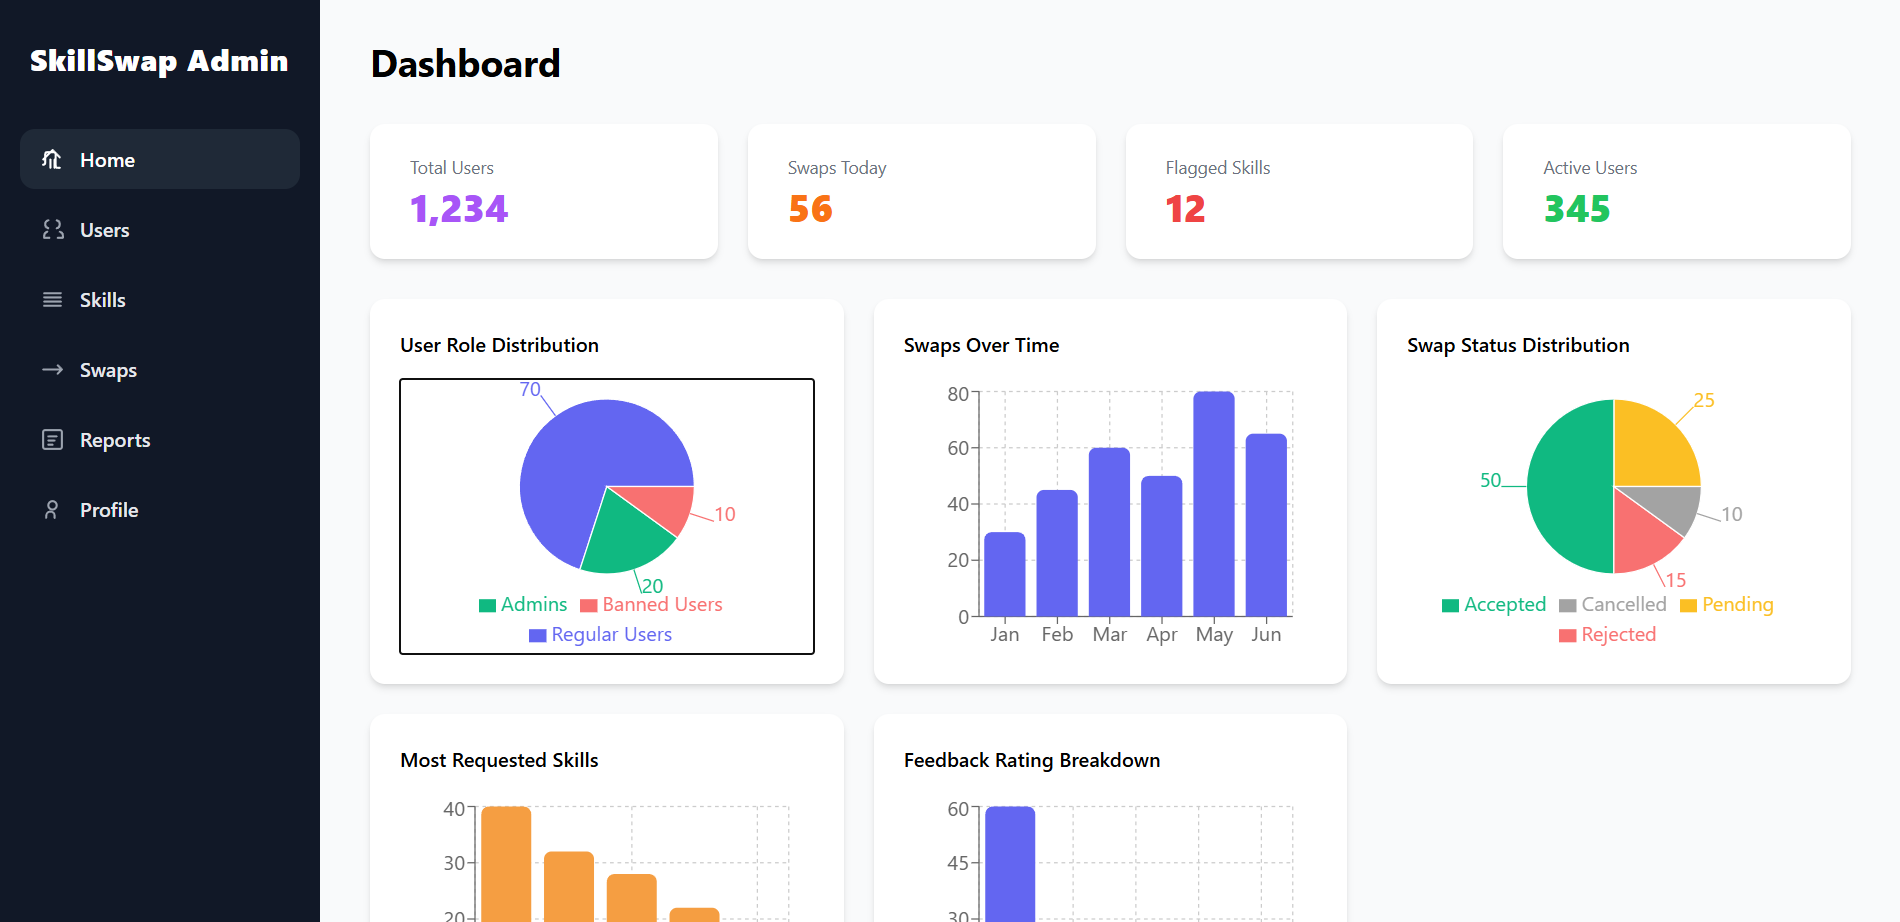 SkillSwap Admin
Home
Users
Skills
Swaps
Reports
Profile
Dashboard
Total Users
1,234
Swaps Today
56
Flagged Skills
12
Active Users
345
User Role Distribution
70
10
20
Admins Banned Users
Regular Users
Swaps Over Time
80
60
40
20
0
Jan Feb Mar Apr May Jun
Swap Status Distribution
25
50
10
15
Accepted Cancelled Pending
Rejected
Most Requested Skills
40
30
20
Feedback Rating Breakdown
60
45
30